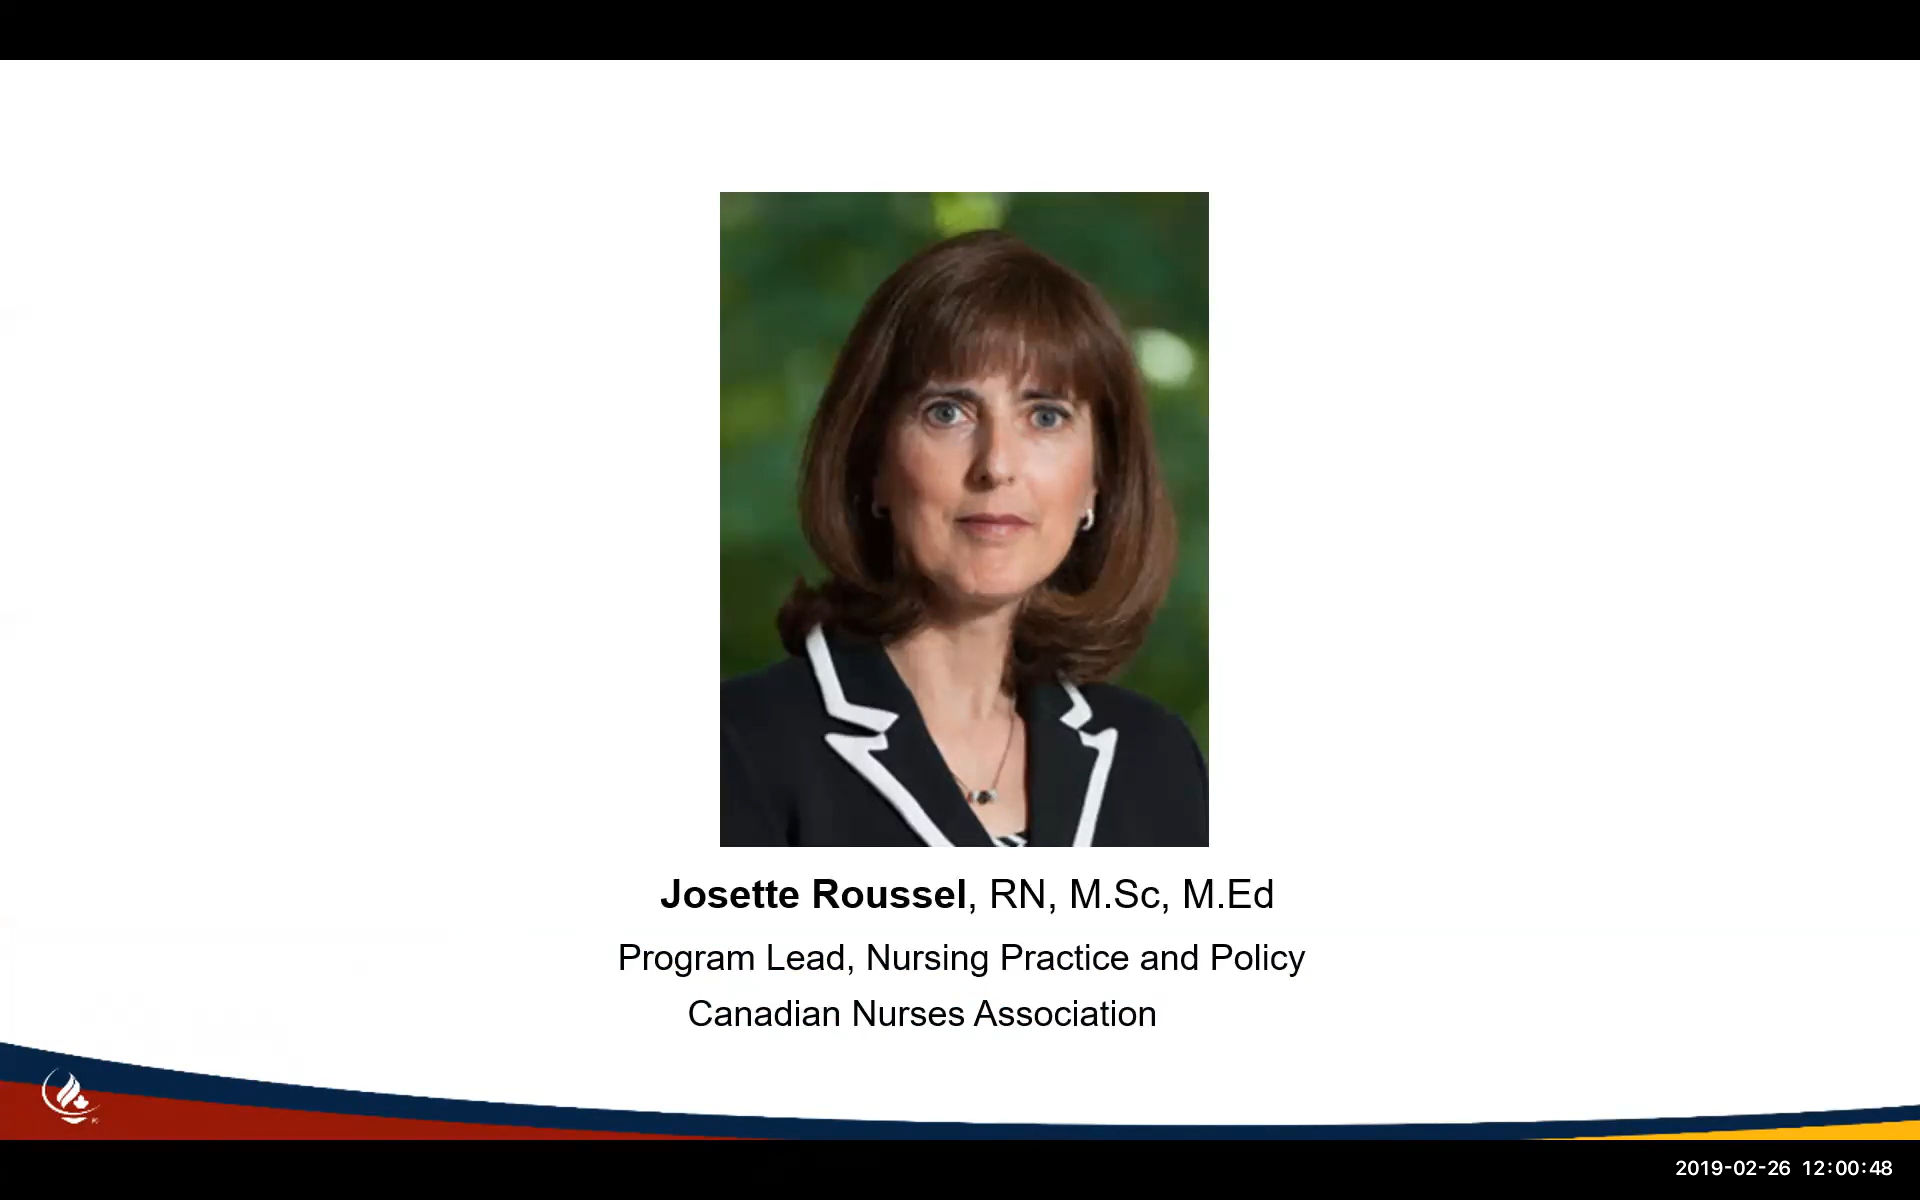 Josette Roussel, RN, M.Sc, M.Ed
Program Lead, Nursing Practice and Policy
Canadian Nurses Association
2019-02-26 12:00:48